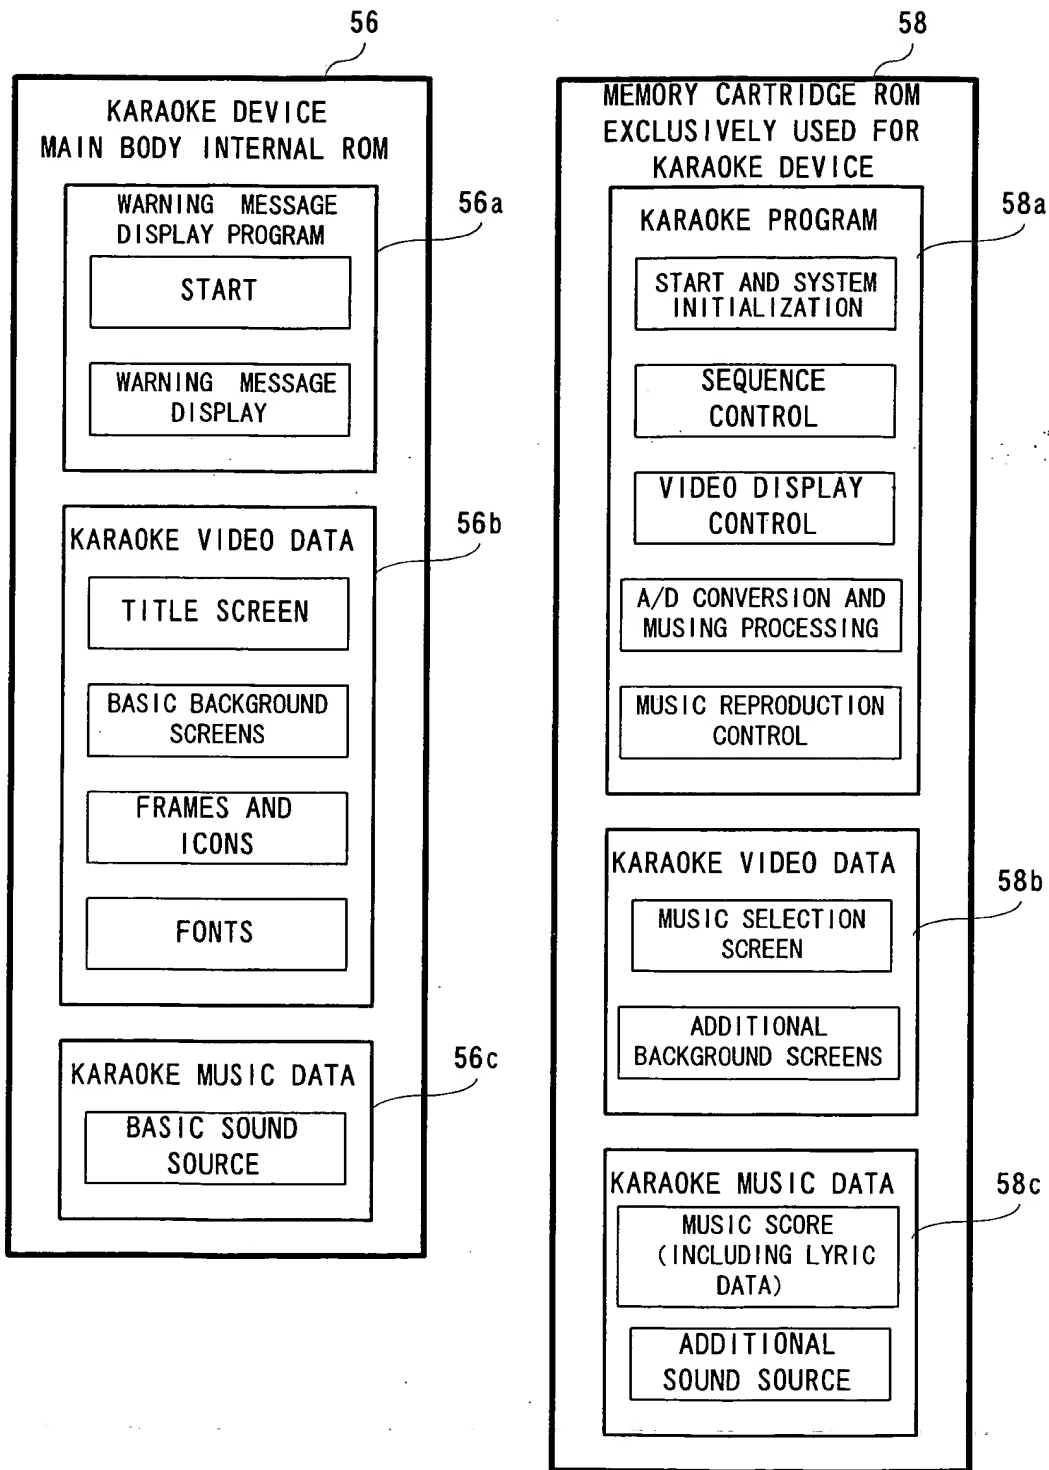 56
KARAOKE DEVICE
MAIN BODY INTERNAL ROM
WARNING MESSAGE
DISPLAY PROGRAM
56a
START
WARNING MESSAGE
DISPLAY
KARAOKE VIDEO DATA
56b
TITLE SCREEN
BASIC BACKGROUND
SCREENS
FRAMES AND
ICONS
FONTS
KARAOKE MUSIC DATA
56c
BASIC SOUND
SOURCE
58
MEMORY CARTRIDGE ROM
EXCLUSIVELY USED FOR
KARAOKE DEVICE
KARAOKE PROGRAM
58a
START AND SYSTEM
INITIALIZATION
SEQUENCE
CONTROL
VIDEO DISPLAY
CONTROL
A/D CONVERSION AND
MUSING PROCESSING
MUSIC REPRODUCTION
CONTROL
KARAOKE VIDEO DATA
58b
MUSIC SELECTION
SCREEN
ADDITIONAL
BACKGROUND SCREENS
KARAOKE MUSIC DATA
58c
MUSIC SCORE
(INCLUDING LYRIC
DATA)
ADDITIONAL
SOUND SOURCE